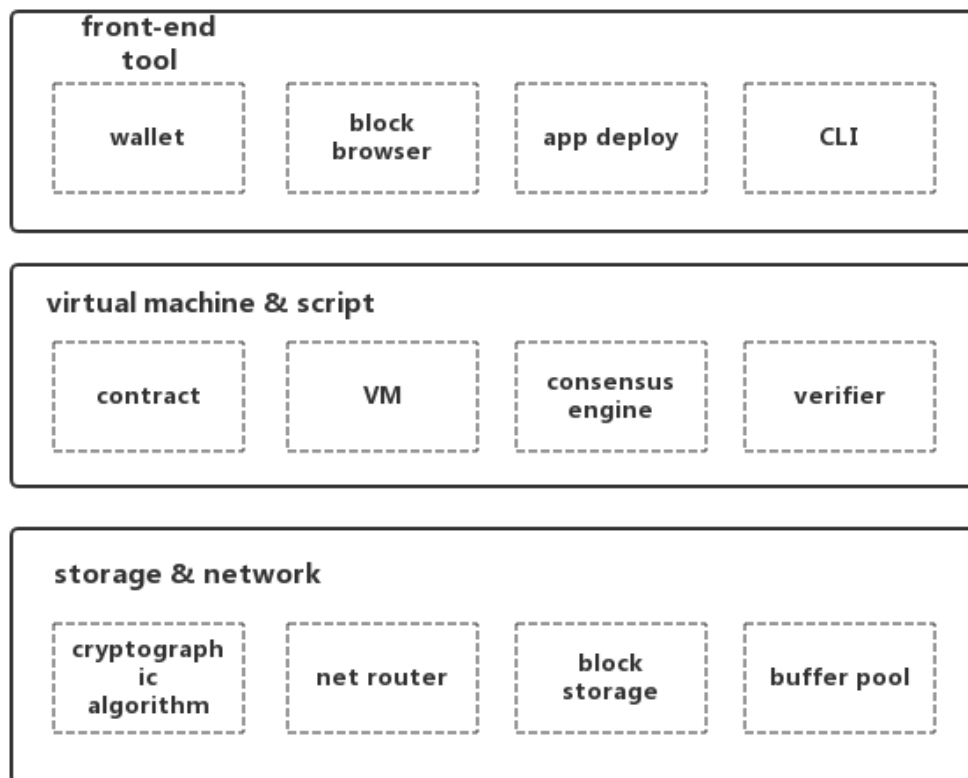 front-end
tool
wallet
block
browser
app deploy
CLI
virtual machine & script
contract
VM
consensus
engine
verifier
storage & network
cryptograph
ic
algorithm
net router
block
storage
buffer pool